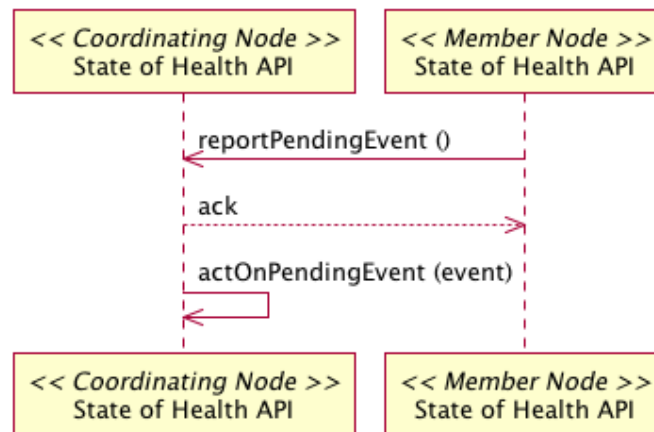 << Coordinating Node >>
State of Health API
<< Member Node >>
State of Health API
reportPendingEvent ()
ack
actOnPendingEvent (event)
<< Coordinating Node >>
State of Health API
<< Member Node >>
State of Health API